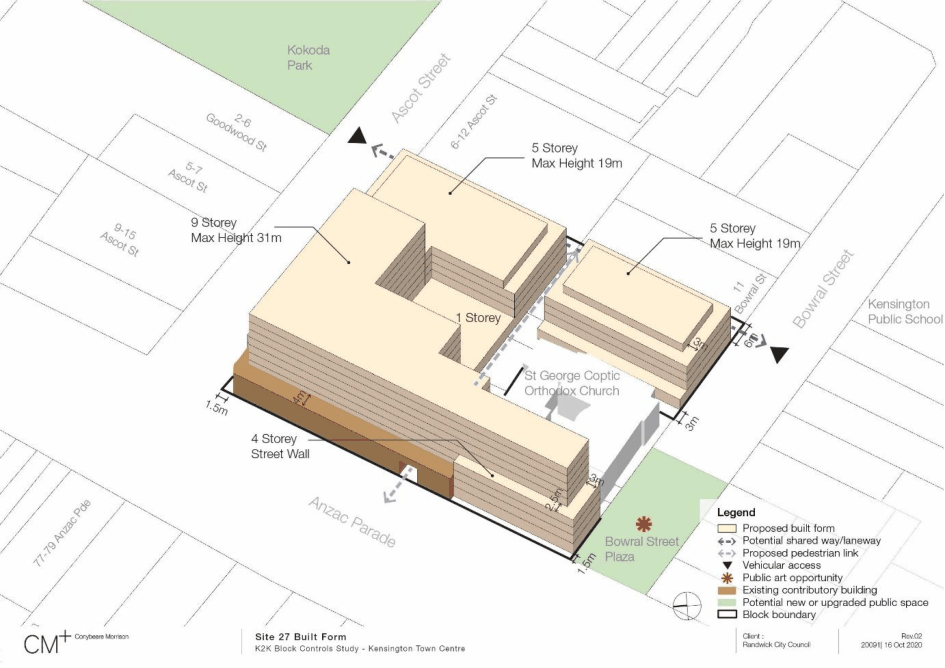 Kokoda
Park
Ascot Street
6-12 Ascot St
2-6
Goodwood St
5-7
Ascot St
9-15
Ascot St
5 Storey
Max Height 19m
9 Storey
Max Height 31m
5 Storey
Max Height 19m
11
Bowral St
Bowral Street
Kensington
Public School
1 Storey
St George Coptic
Orthodox Church
3m
6m
3m
1.5m
4m
4 Storey
Street Wall
2.5m
3m
1.5m
Anzac Parade
77-79 Anzac Pde
Bowral Street
Plaza
Legend
Proposed built form
Potential shared way/laneway
Proposed pedestrian link
Vehicular access
Public art opportunity
Existing contributory building
Potential new or upgraded public space
Block boundary
CM+ Conybeare Morrison
Site 27 Built Form
K2K Block Controls Study - Kensington Town Centre
Client :
Randwick City Council
Rev.02
20091| 16 Oct 2020